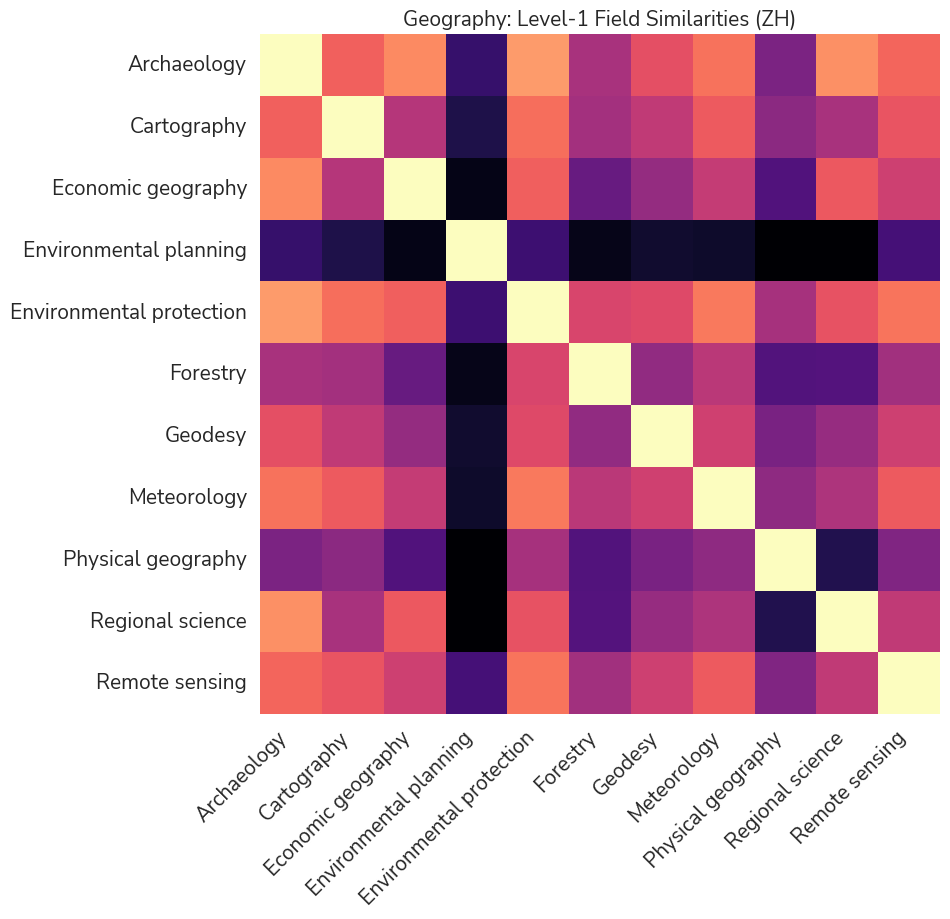 Geography: Level-1 Field Similarities (ZH)
Archaeology
Cartography
Economic geography
Environmental planning
Environmental protection
Forestry
Geodesy
Meteorology
Physical geography
Regional science
Remote sensing
Archaeology
Cartography
Economic geography
Environmental planning
Environmental protection
Forestry
Geodesy
Meteorology
Physical geography
Regional science
Remote sensing